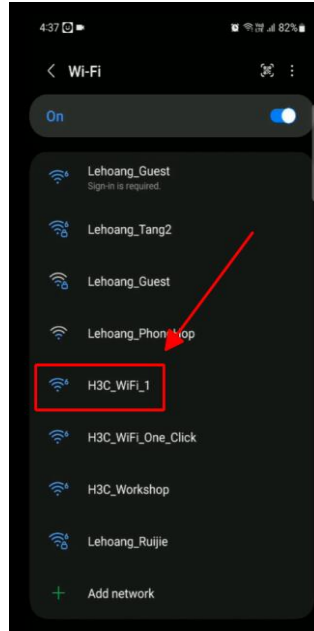 4:37 82%
Wi-Fi
On
Lehoang_Guest
Sign-in is required.
Lehoang_Tang2
Lehoang_Guest
Lehoang_PhongHop
H3C_WiFi_1
H3C_WiFi_One_Click
H3C_Workshop
Lehoang_Ruijie
Add network